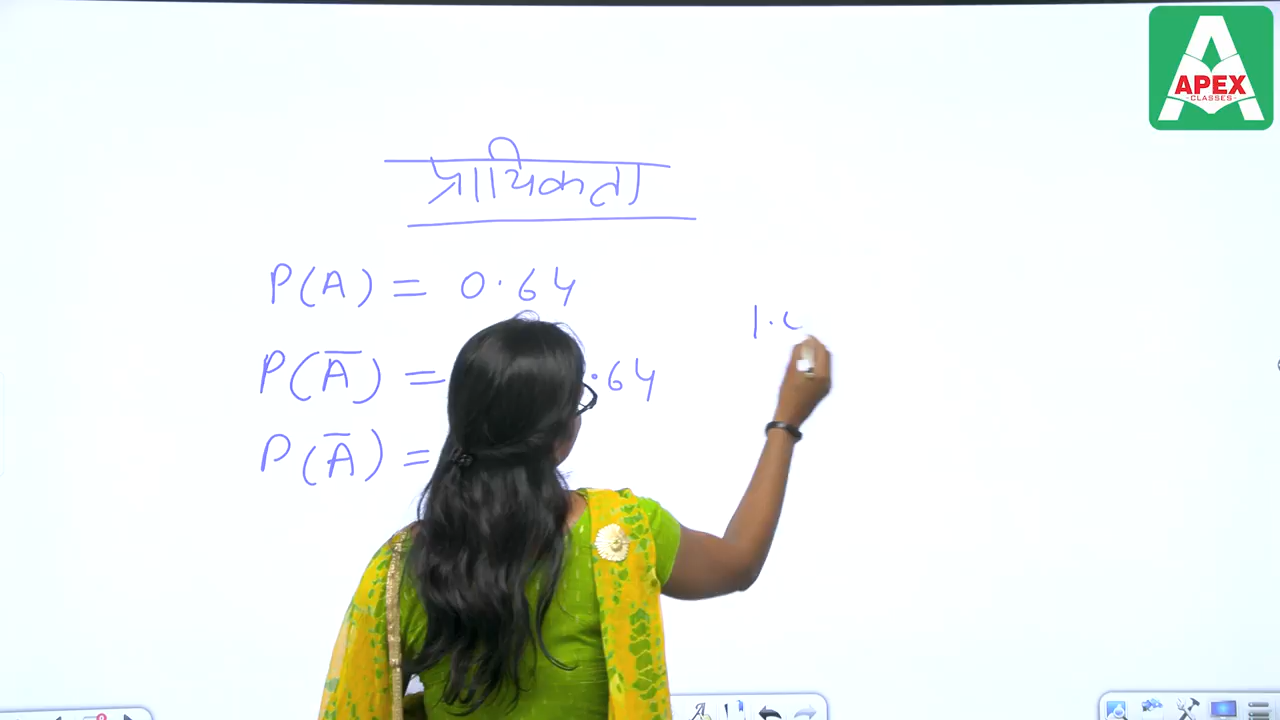 APEX
CLASSES
प्रायिकता
P(A) = 0.64
P(A̅) = .64
P(A̅) =
1.